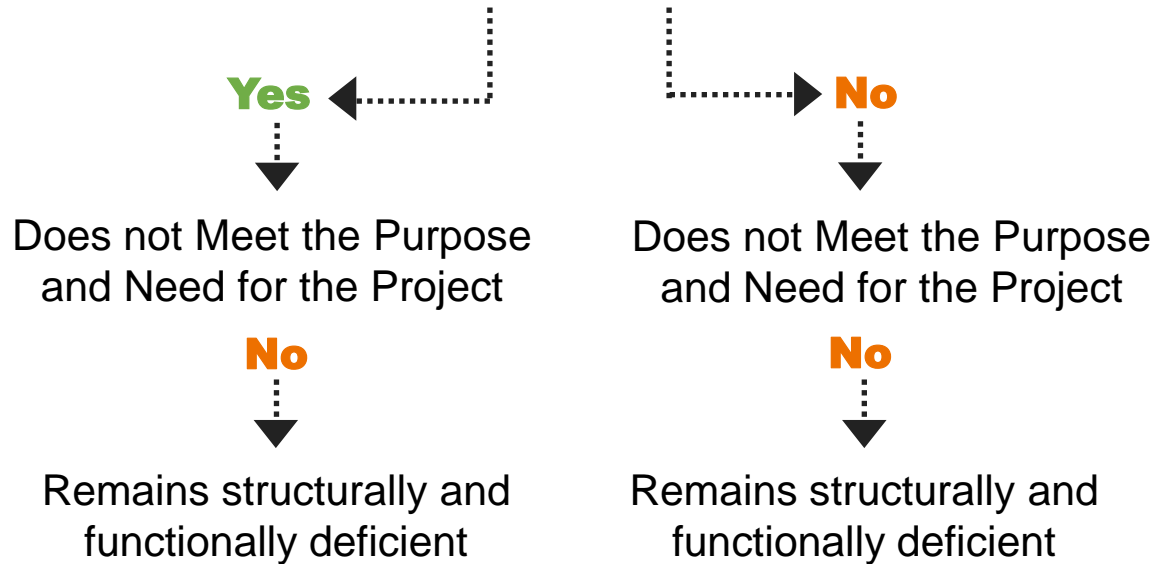 Yes
No
Does not Meet the Purpose
and Need for the Project
Does not Meet the Purpose
and Need for the Project
No
No
Remains structurally and
functionally deficient
Remains structurally and
functionally deficient